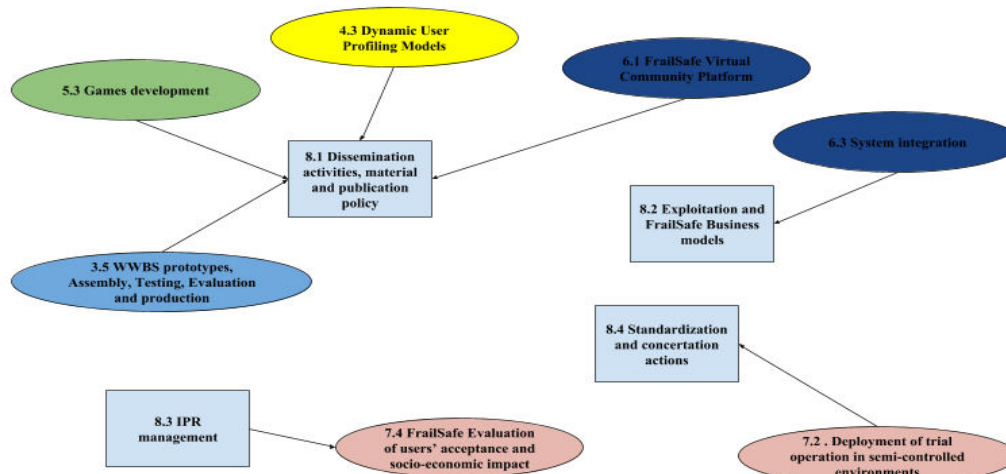 4.3 Dynamic User
Profiling Models
6.1 FrailSafe Virtual
Community Platform
5.3 Games development
6.3 System integration
8.1 Dissemination
activities, material
and publication
policy
8.2 Exploitation and
FrailSafe Business
models
3.5 WWBS prototypes,
Assembly, Testing, Evaluation
and production
8.4 Standardization
and concertation
actions
8.3 IPR
management
7.4 FrailSafe Evaluation
of users' acceptance and
socio-economic impact
7.2 . Deployment of trial
operation in semi-controlled
environments